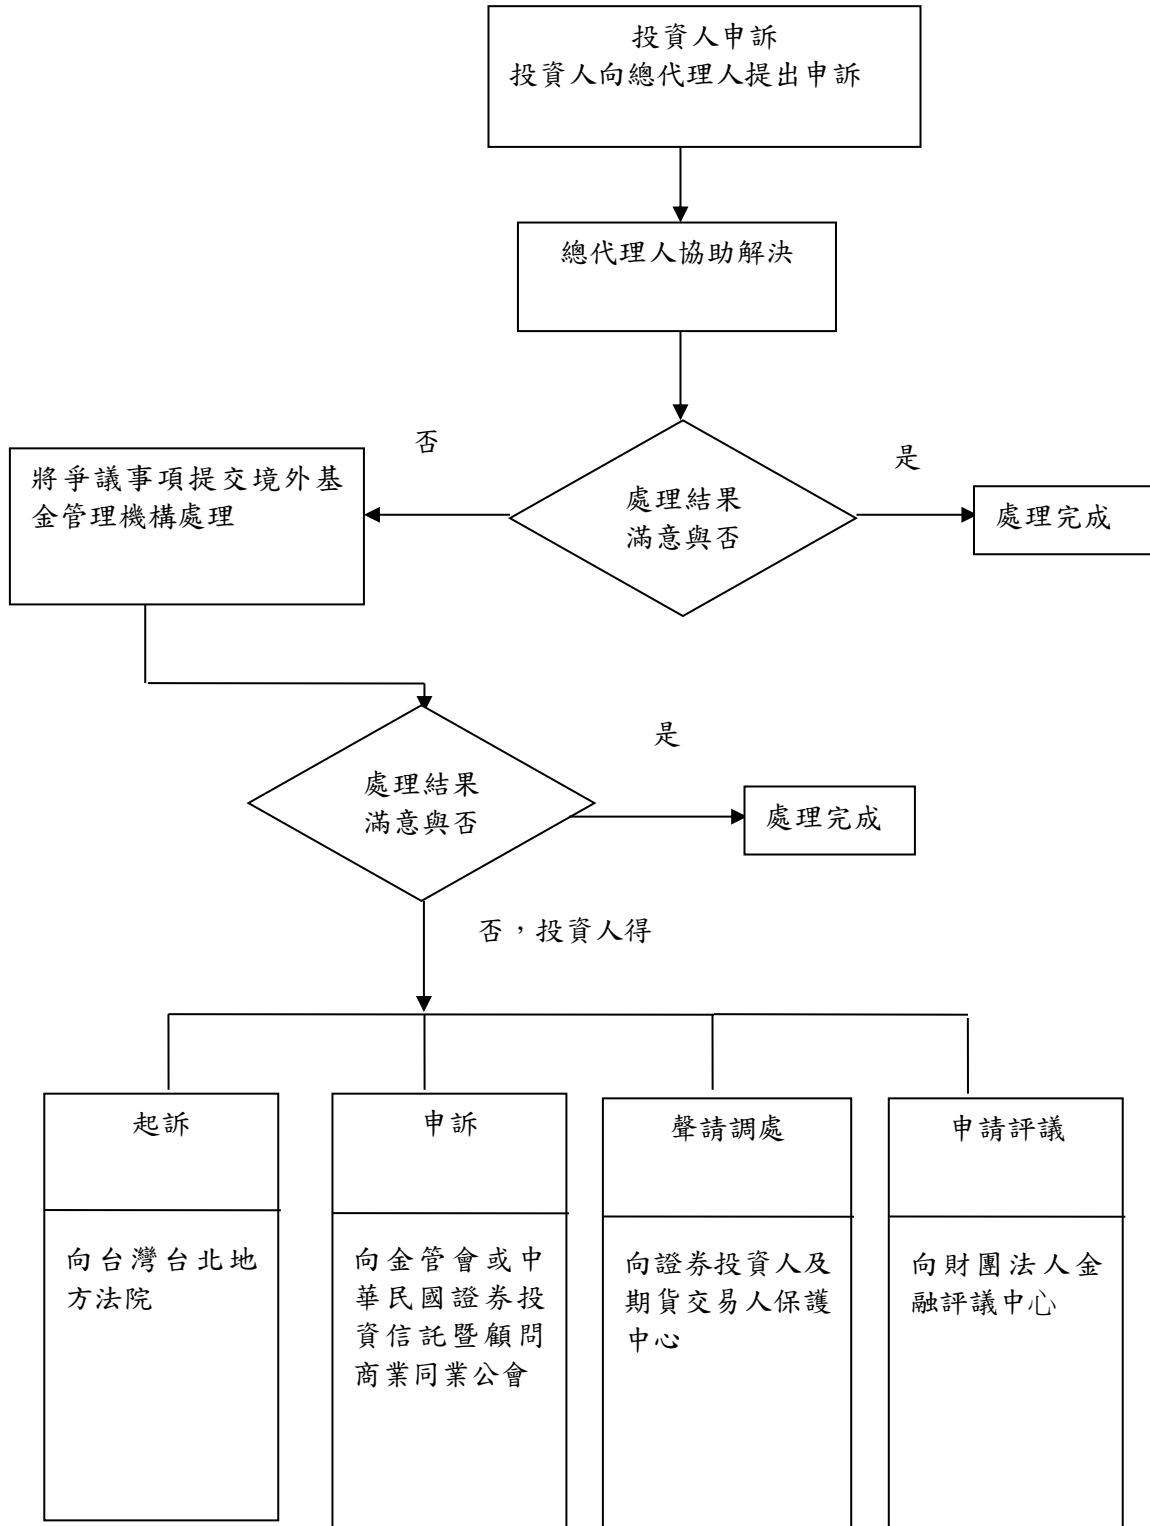 投資人申訴
投資人向總代理人提出申訴
總代理人協助解決
否
是
將爭議事項提交境外基
金管理機構處理
處理結果
滿意與否
處理完成
是
處理結果
滿意與否
處理完成
否，投資人得
起訴
向台灣台北地
方法院
申訴
向金管會或中
華民國證券投
資信託暨顧問
商業同業公會
聲請調處
向證券投資人及
期貨交易人保護
中心
申請評議
向財團法人金
融評議中心